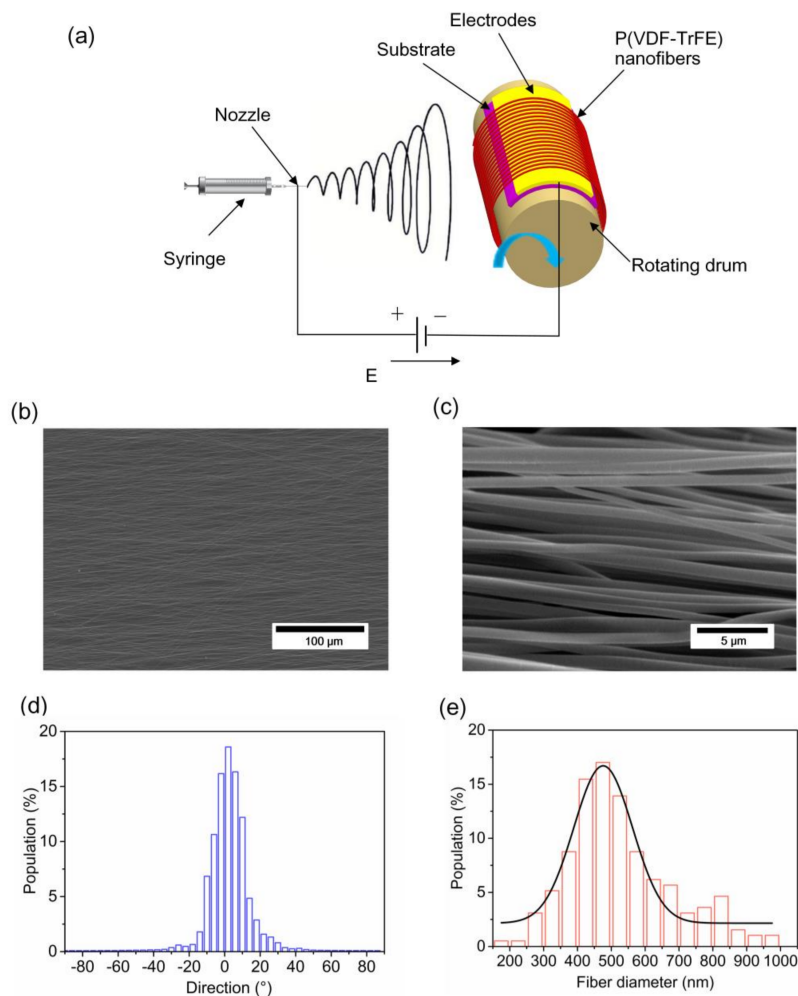 (a)
Electrodes
P(VDF-TrFE)
nanofibers
Substrate
Nozzle
Syringe
Rotating drum
+ −
E
(b)
100 µm
(c)
5 µm
(d)
20
15
10
5
0
Population (%)
-80 -60 -40 -20 0 20 40 60 80
Direction (°)
(e)
20
15
10
5
0
Population (%)
200 300 400 500 600 700 800 900 1000
Fiber diameter (nm)